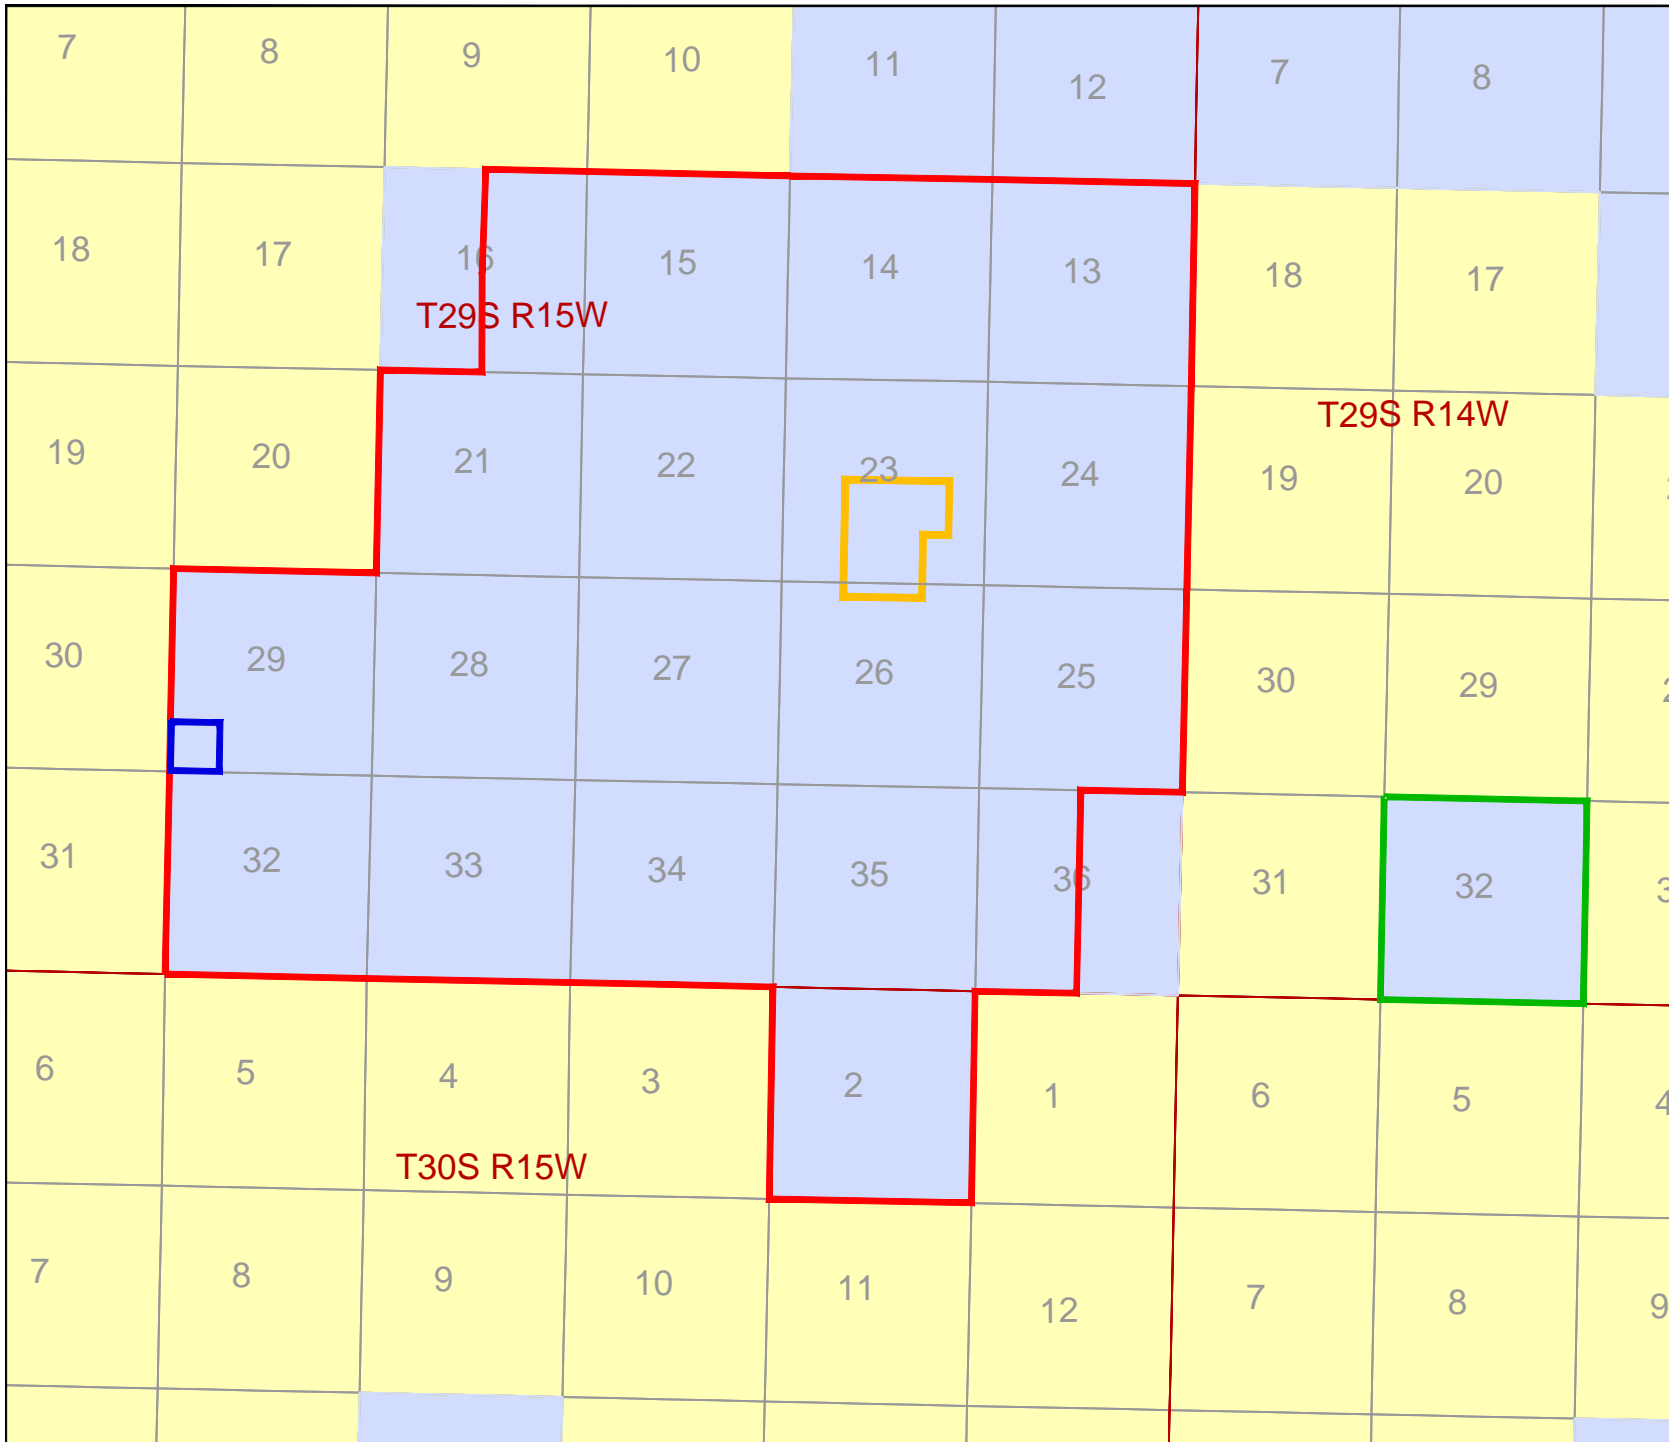 7 8 9 10 11 12 7 8
18 17 16 15 14 13 18 17
T29S R15W
T29S R14W
19 20 21 22 23 24 19 20
30 29 28 27 26 25 30 29
31 32 33 34 35 36 31 32
6 5 4 3 2 1 6 5 4
T30S R15W
7 8 9 10 11 12 7 8 9